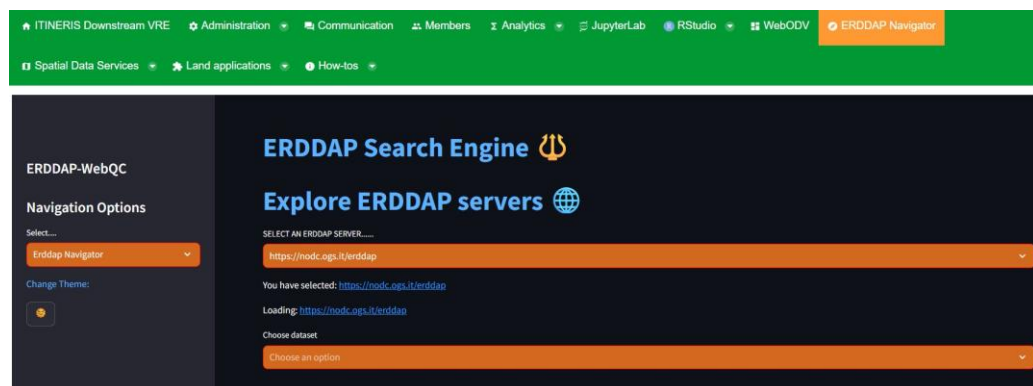 ITINERIS Downstream VRE Administration Communication Members Analytics JupyterLab RStudio WebODV ERDDAP Navigator
Spatial Data Services Land applications How-tos
ERDDAP-WebQC
Navigation Options
Select....
Erddap Navigator
Change Theme:
ERDDAP Search Engine
Explore ERDDAP servers
SELECT AN ERDDAP SERVER......
https://nodc.ogs.it/erddap
You have selected: https://nodc.ogs.it/erddap
Loading: https://nodc.ogs.it/erddap
Choose dataset
Choose an option